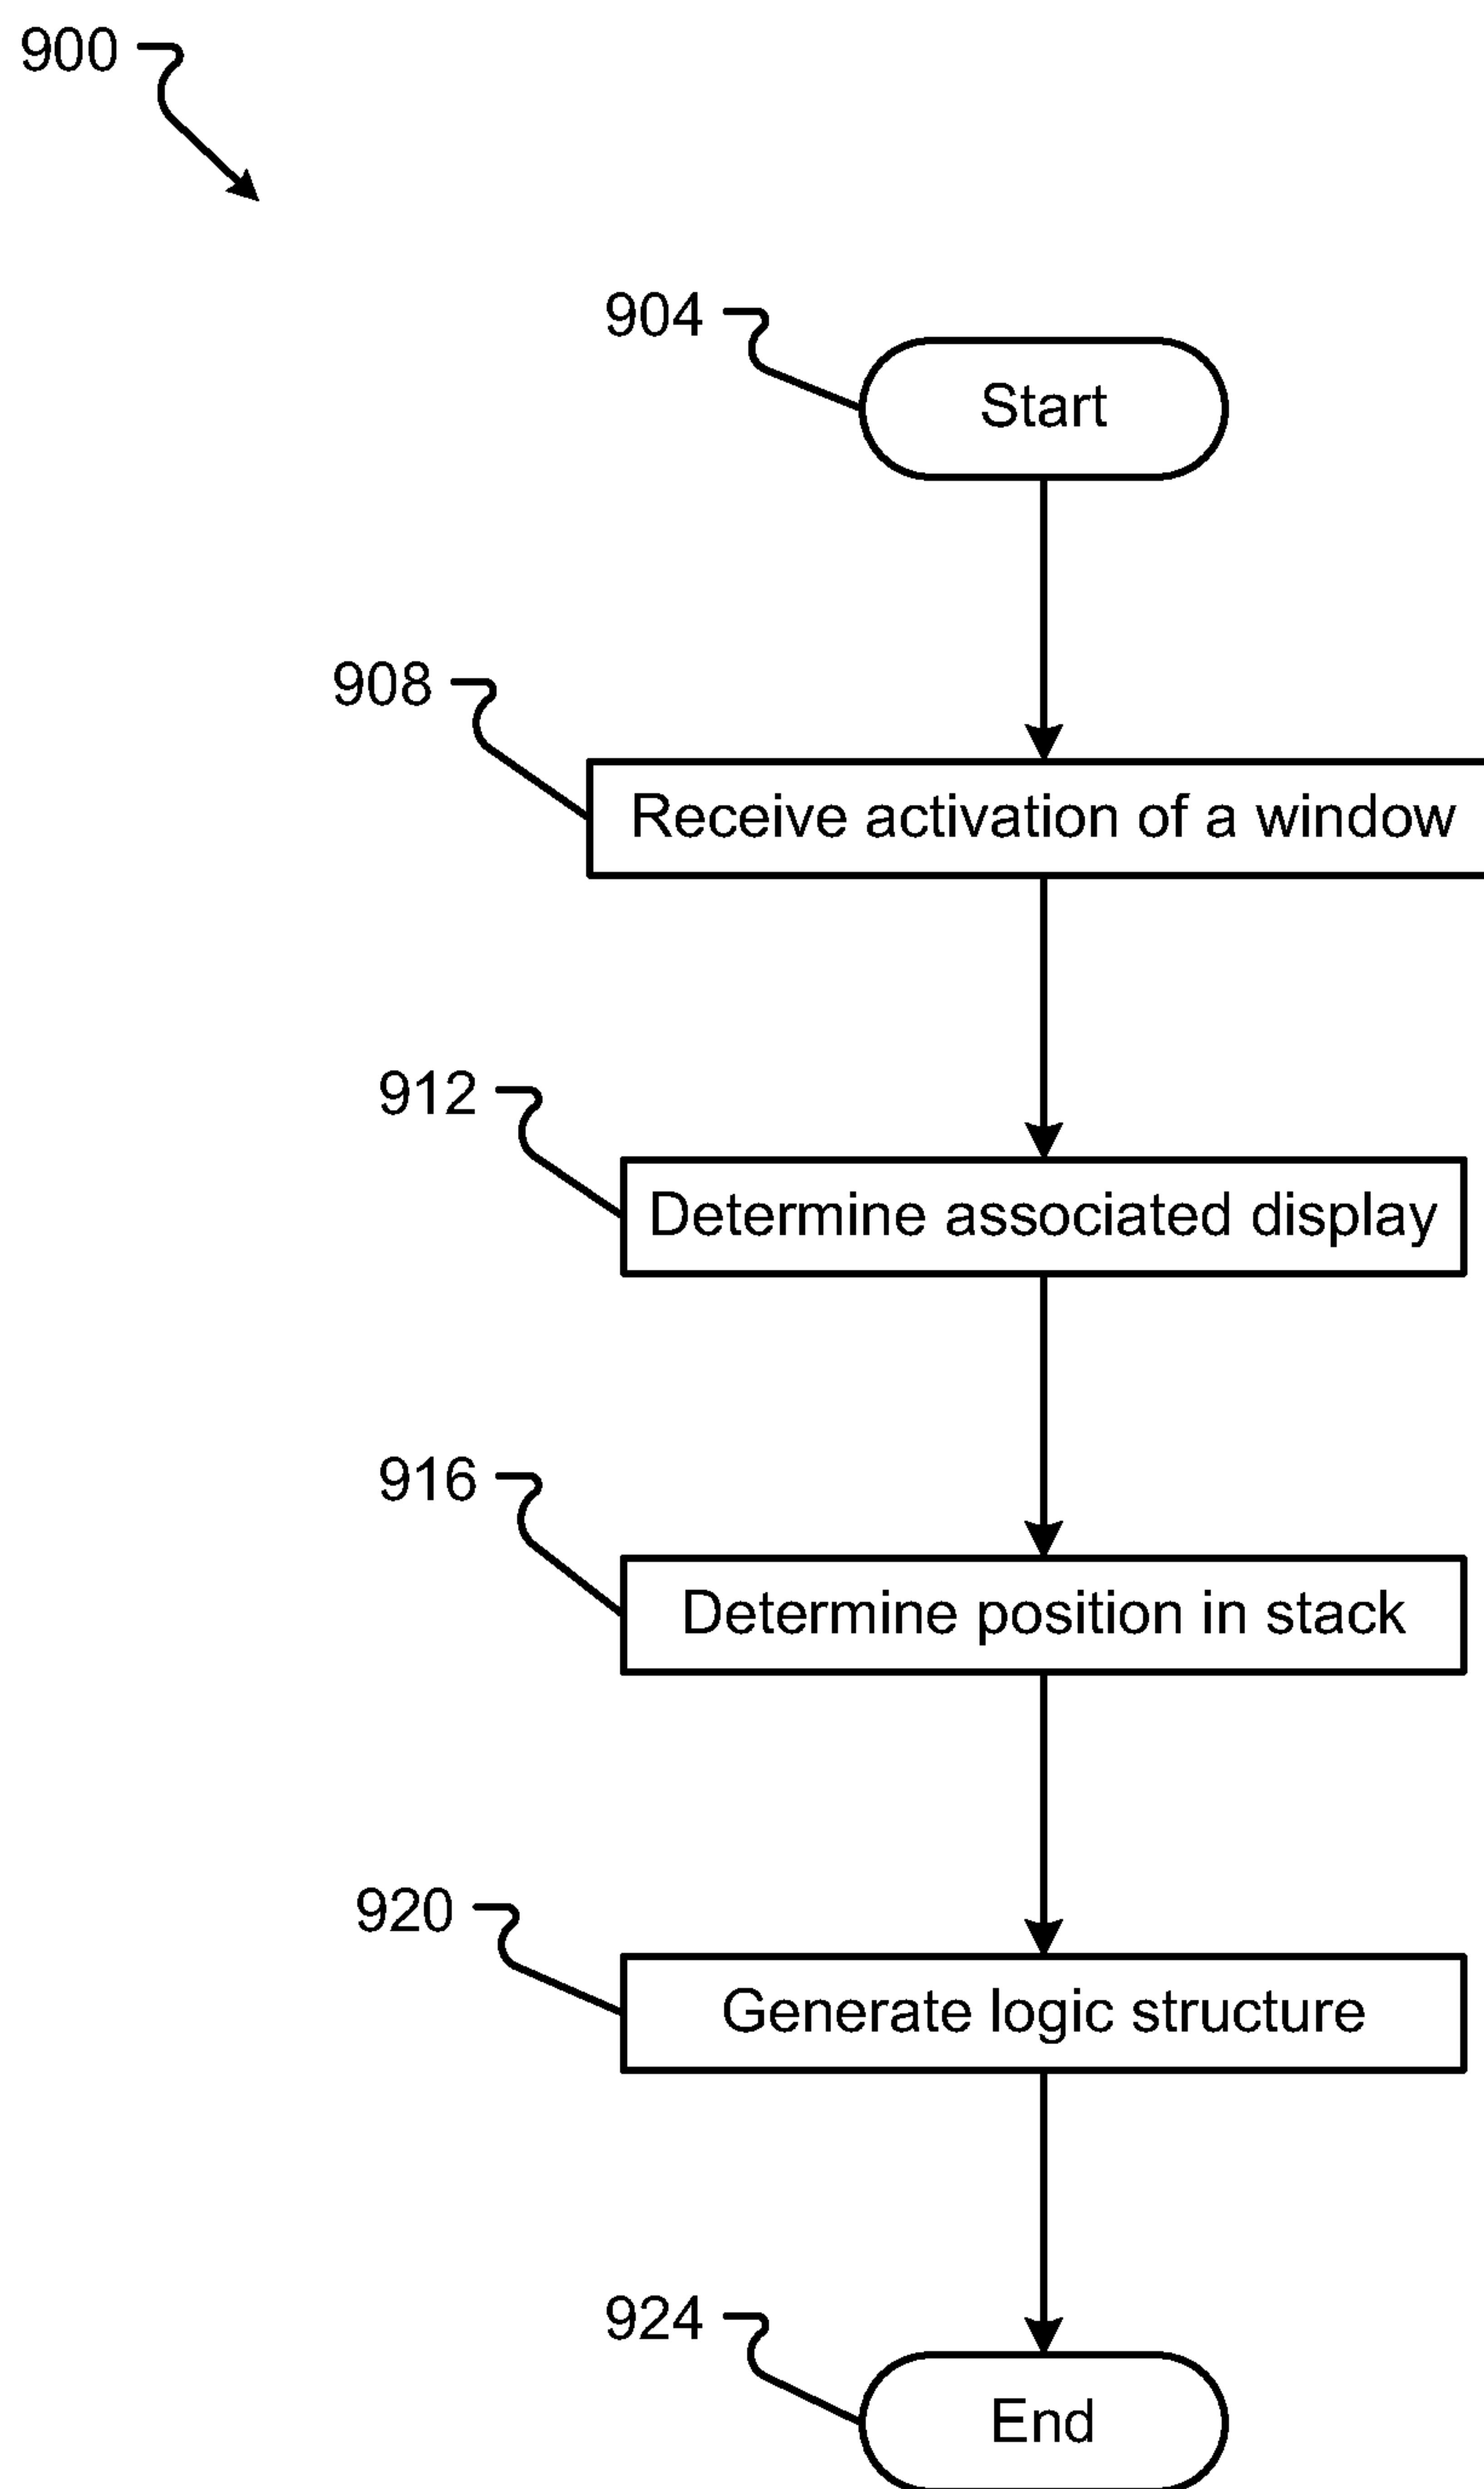 900
904
Start
908
Receive activation of a window
912
Determine associated display
916
Determine position in stack
920
Generate logic structure
924
End